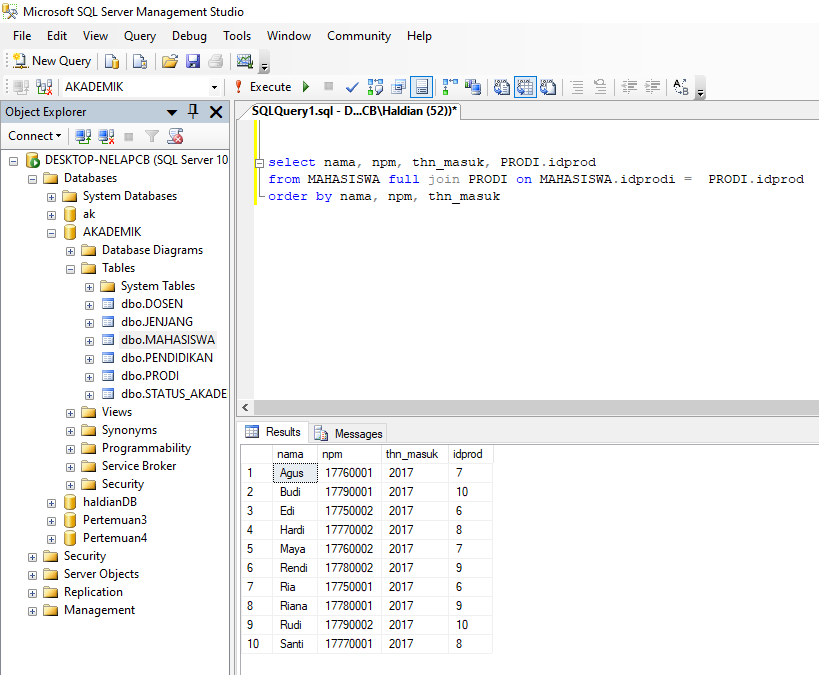 Microsoft SQL Server Management Studio
File Edit View Query Debug Tools Window Community Help
New Query
AKADEMIK Execute
Object Explorer
Connect
DESKTOP-NELAPCB (SQL Server 10
Databases
System Databases
ak
AKADEMIK
Database Diagrams
Tables
System Tables
dbo.DOSEN
dbo.JENJANG
dbo.MAHASISWA
dbo.PENDIDIKAN
dbo.PRODI
dbo.STATUS_AKADE
Views
Synonyms
Programmability
Service Broker
Security
haldianDB
Pertemuan3
Pertemuan4
Security
Server Objects
Replication
Management
SQLQuery1.sql - D...CB\Haldian (52))*
select nama, npm, thn_masuk, PRODI.idprod
from MAHASISWA full join PRODI on MAHASISWA.idprodi = PRODI.idprod
order by nama, npm, thn_masuk
Results Messages
nama npm thn_masuk idprod
1 Agus 17760001 2017 7
2 Budi 17790001 2017 10
3 Edi 17750002 2017 6
4 Hardi 17770002 2017 8
5 Maya 17760002 2017 7
6 Rendi 17780002 2017 9
7 Ria 17750001 2017 6
8 Riana 17780001 2017 9
9 Rudi 17790002 2017 10
10 Santi 17770001 2017 8